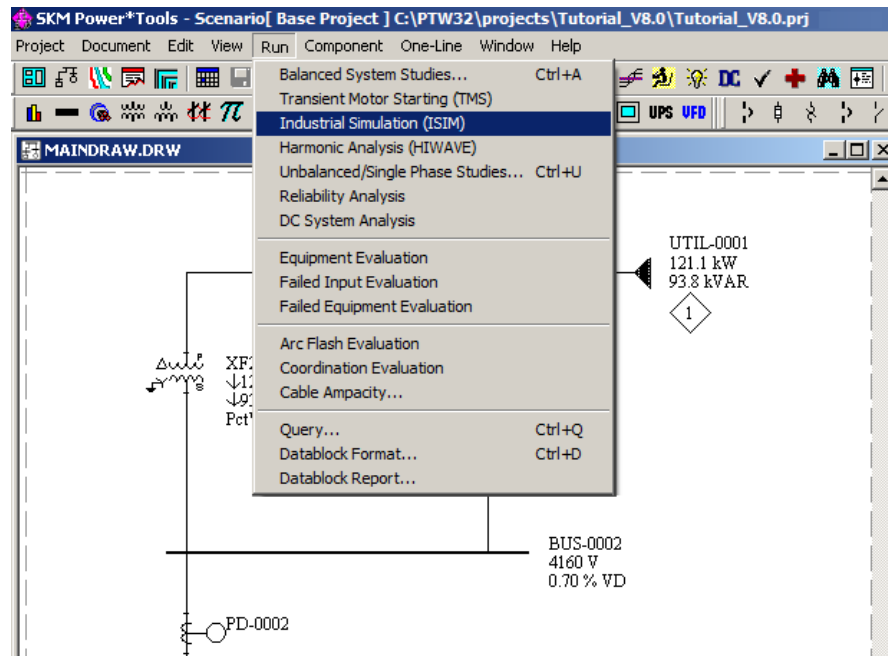 SKM Power*Tools - Scenario[ Base Project ] C:\PTW32\projects\Tutorial_V8.0\Tutorial_V8.0.prj
Project Document Edit View Run Component One-Line Window Help
DC
UPS VFD
MAINDRAW.DRW
Balanced System Studies... Ctrl+A
Transient Motor Starting (TMS)
Industrial Simulation (ISIM)
Harmonic Analysis (HIWAVE)
Unbalanced/Single Phase Studies... Ctrl+U
Reliability Analysis
DC System Analysis
Equipment Evaluation
Failed Input Evaluation
Failed Equipment Evaluation
Arc Flash Evaluation
Coordination Evaluation
Cable Ampacity...
Query... Ctrl+Q
Datablock Format... Ctrl+D
Datablock Report...
UTIL-0001
121.1 kW
93.8 kVAR
1
P
S
BUS-0002
4160 V
0.70 % VD
PD-0002